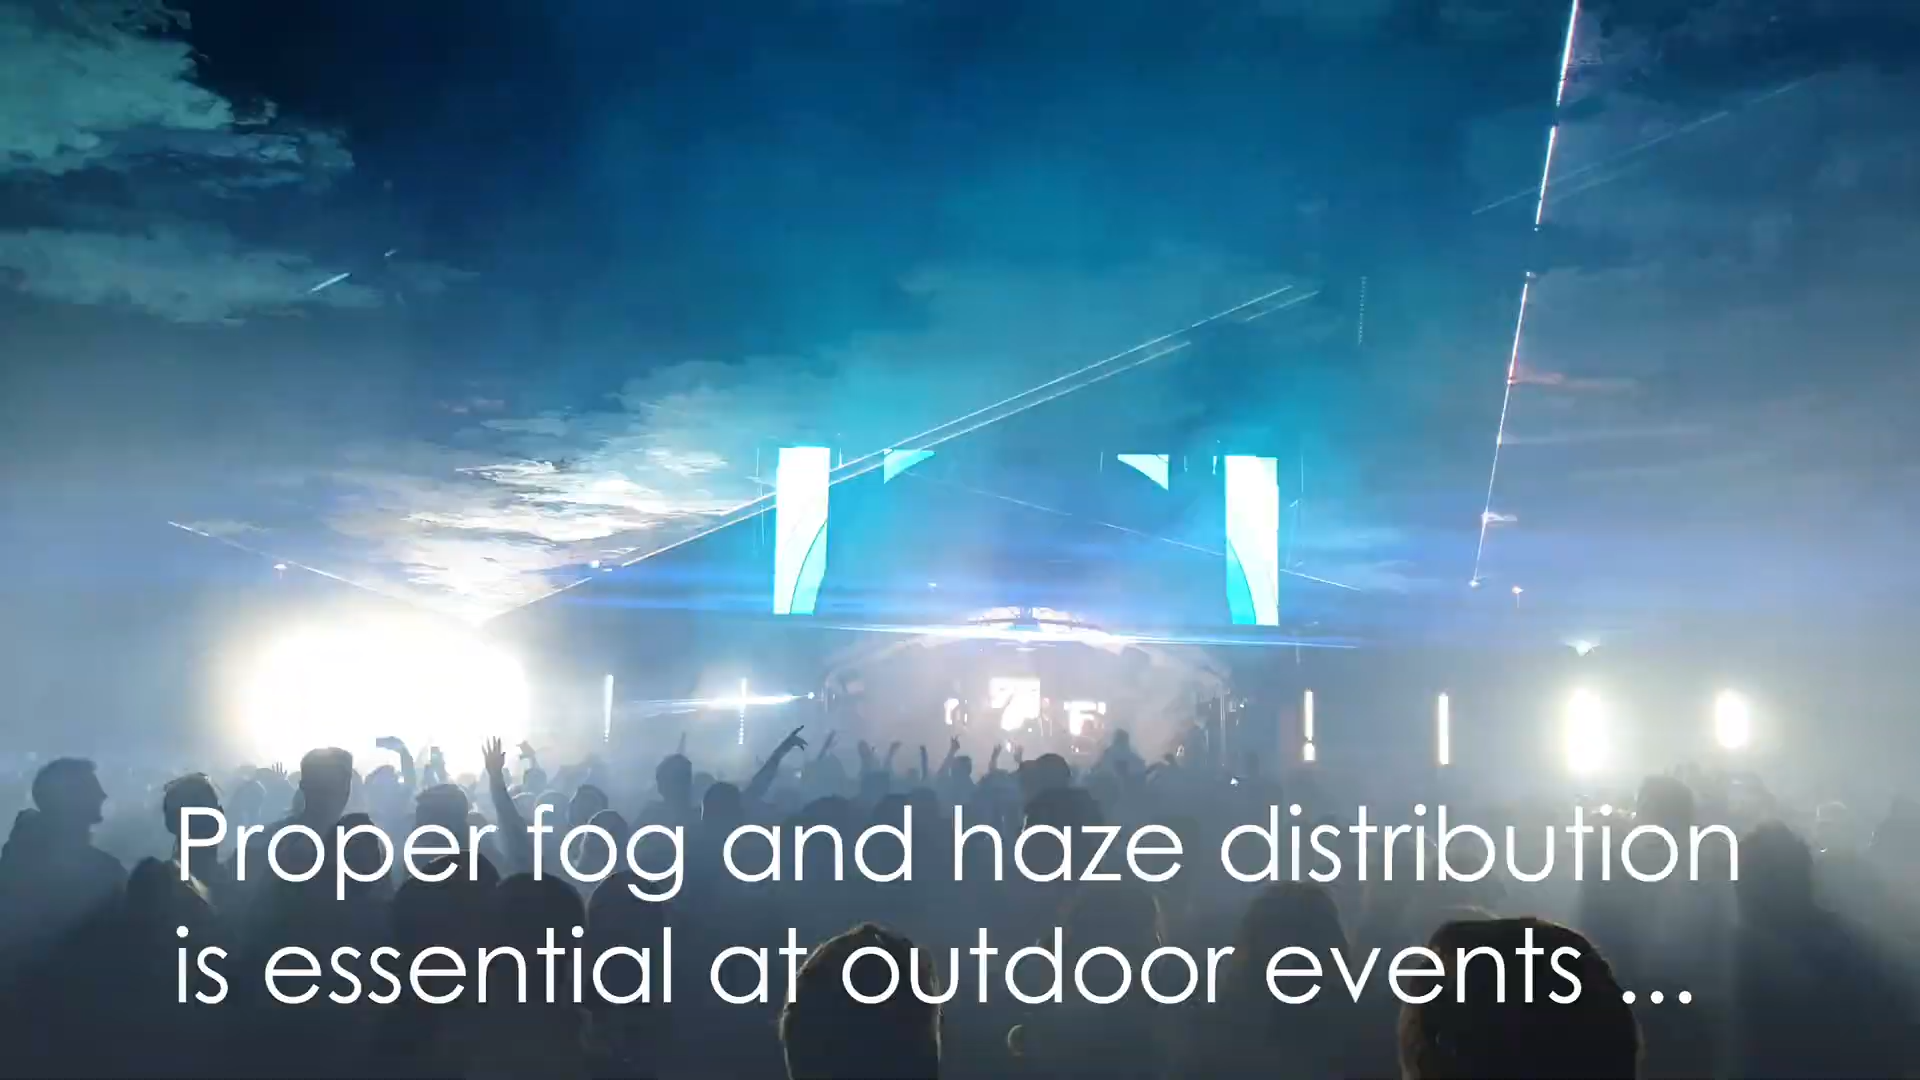 Proper fog and haze distribution
is essential at outdoor events ...